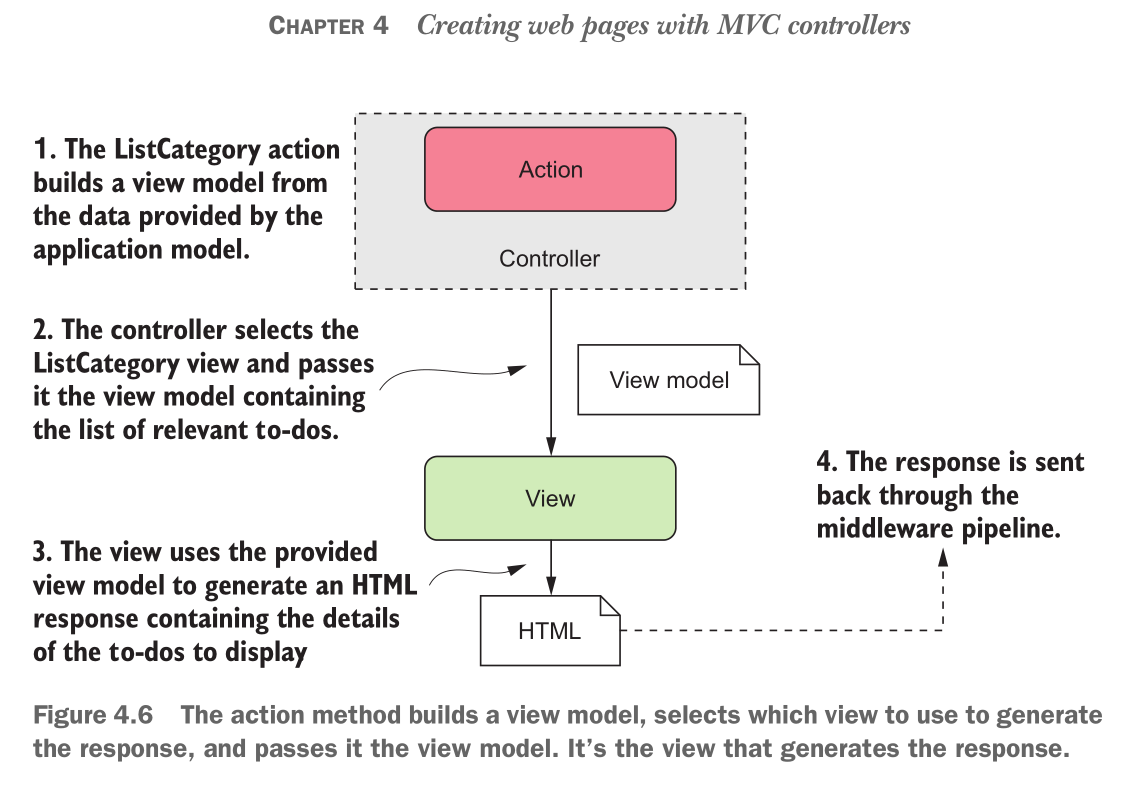 CHAPTER 4 Creating web pages with MVC controllers
1. The ListCategory action
builds a view model from
the data provided by the
application model.
Action
Controller
2. The controller selects the
ListCategory view and passes
it the view model containing
the list of relevant to-dos.
View model
View
4. The response is sent
back through the
middleware pipeline.
3. The view uses the provided
view model to generate an HTML
response containing the details
of the to-dos to display
HTML
Figure 4.6 The action method builds a view model, selects which view to use to generate
the response, and passes it the view model. It’s the view that generates the response.